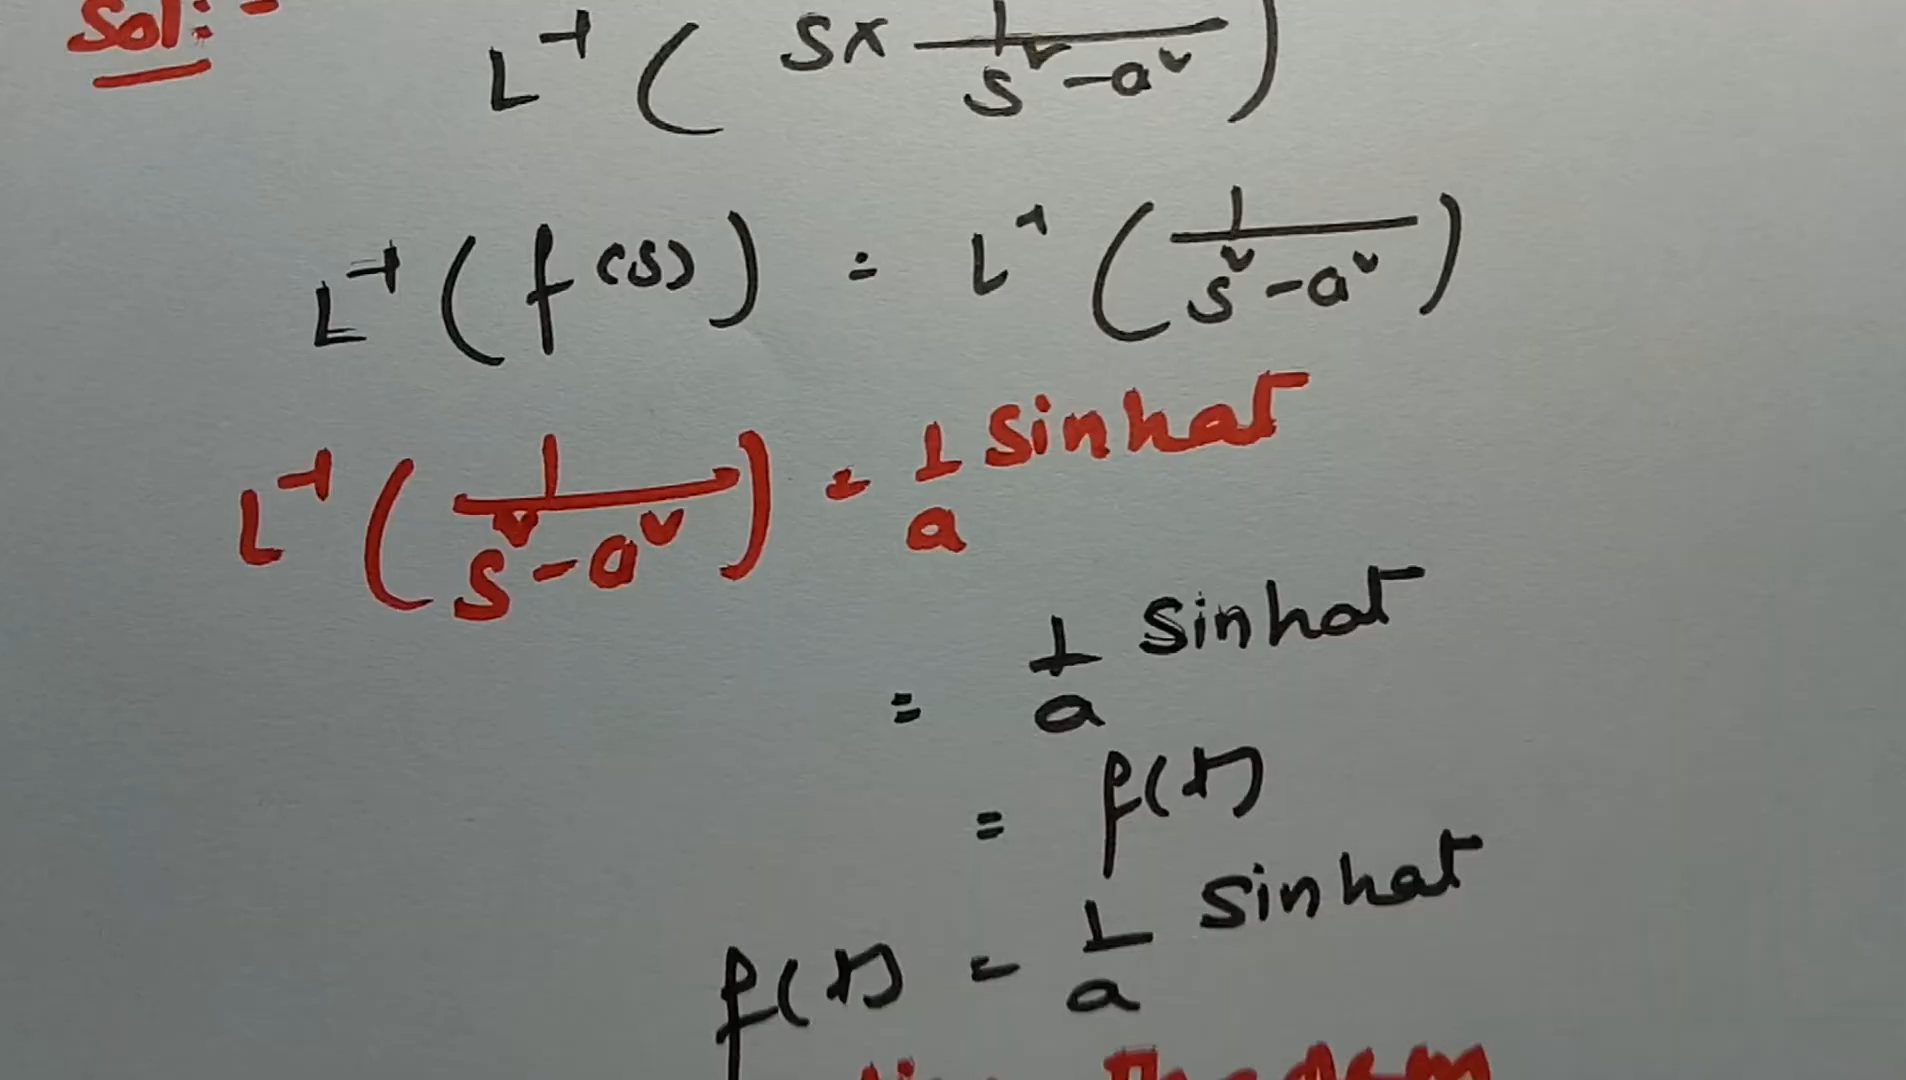 Sol:-
L⁻¹ ( S × 1/(s²-a²) )
L⁻¹ ( f(s) ) = L⁻¹ ( 1/(s²-a²) )
L⁻¹ ( 1/(s²-a²) ) = 1/a sinhat
= 1/a sinhat
= f(t)
f(t) = 1/a sinhat